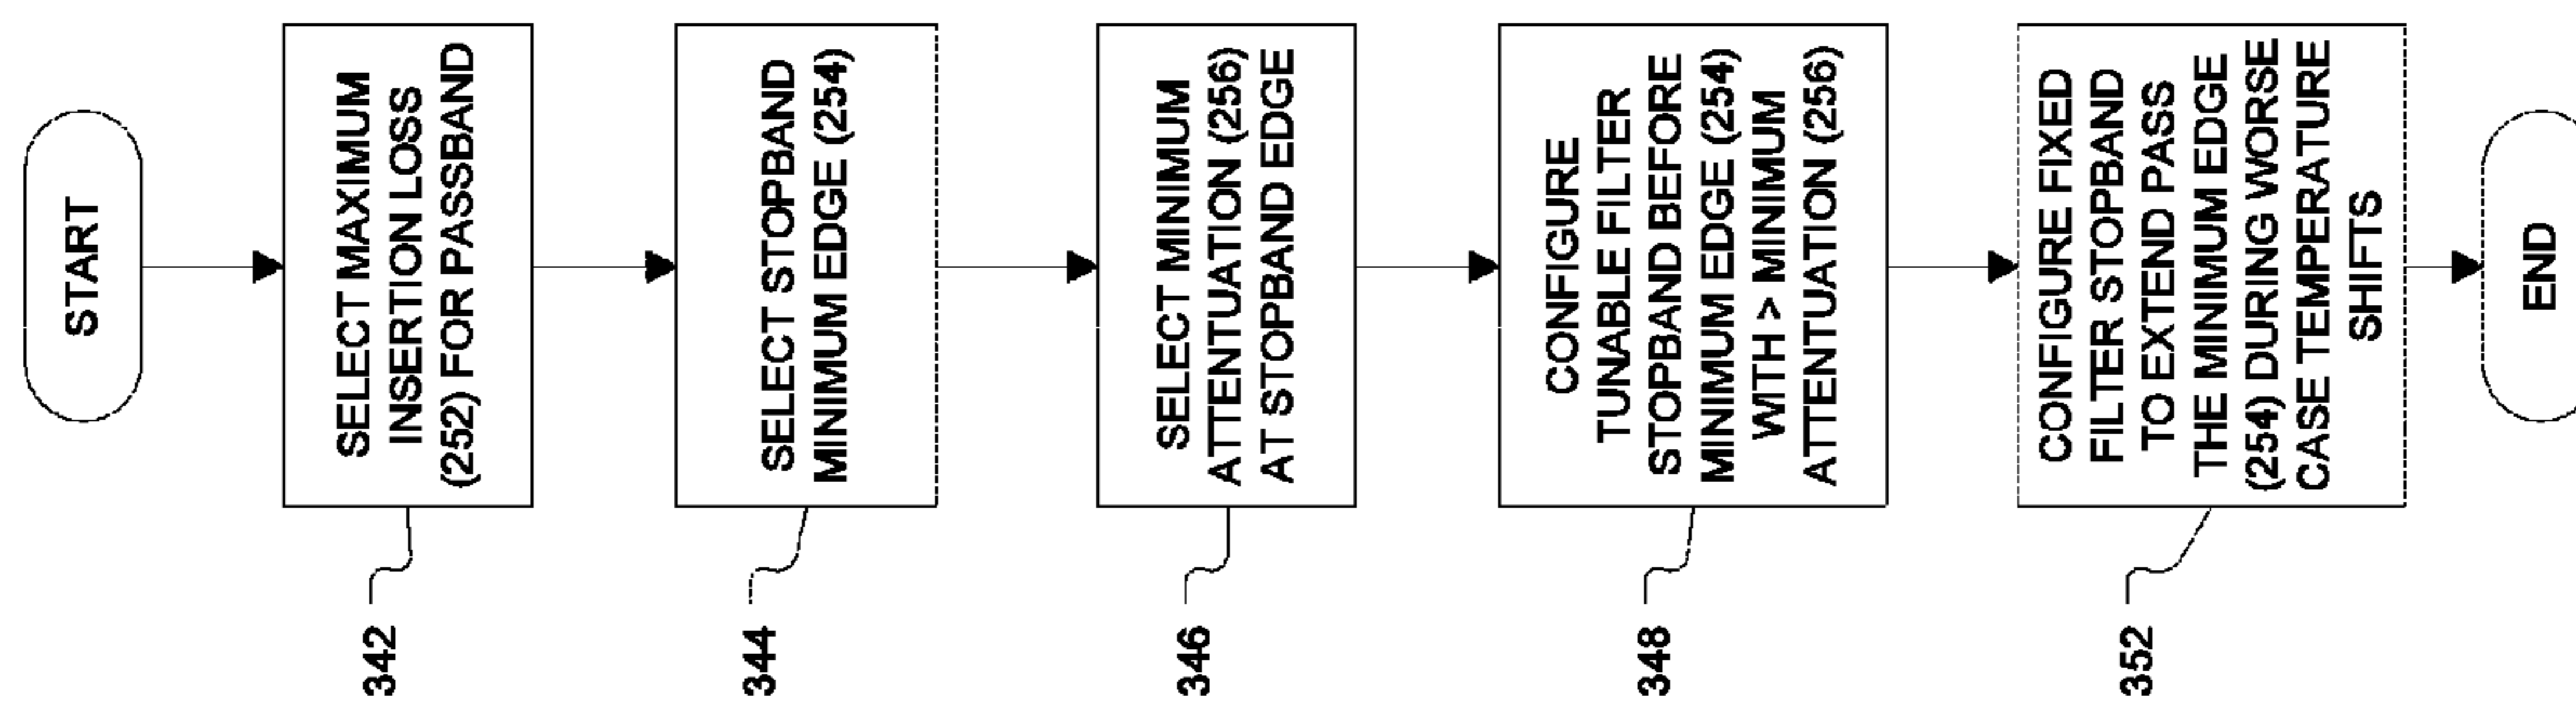 START
SELECT MAXIMUM
INSERTION LOSS
(252) FOR PASSBAND
342
SELECT STOPBAND
MINIMUM EDGE (254)
344
SELECT MINIMUM
ATTENTUATION (256)
AT STOPBAND EDGE
346
CONFIGURE
TUNABLE FILTER
STOPBAND BEFORE
MINIMUM EDGE (254)
WITH > MINIMUM
ATTENTUATION (256)
348
CONFIGURE FIXED
FILTER STOPBAND
TO EXTEND PASS
THE MINIMUM EDGE
(254) DURING WORSE
CASE TEMPERATURE
SHIFTS
352
END